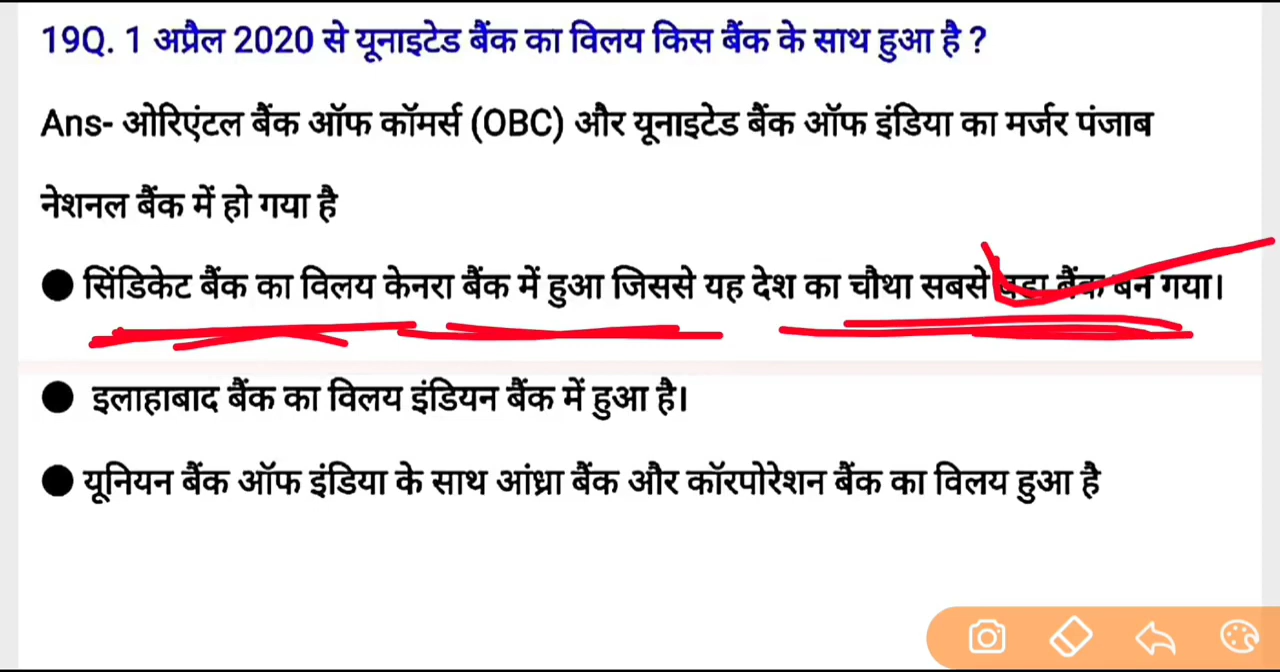 19Q. 1 अप्रैल 2020 से यूनाइटेड बैंक का विलय किस बैंक के साथ हुआ है ?
Ans- ओरिएंटल बैंक ऑफ कॉमर्स (OBC) और यूनाइटेड बैंक ऑफ इंडिया का मर्जर पंजाब
नेशनल बैंक में हो गया है
● सिंडिकेट बैंक का विलय केनरा बैंक में हुआ जिससे यह देश का चौथा सबसे बड़ा बैंक बन गया।
● इलाहाबाद बैंक का विलय इंडियन बैंक में हुआ है।
● यूनियन बैंक ऑफ इंडिया के साथ आंध्रा बैंक और कॉरपोरेशन बैंक का विलय हुआ है